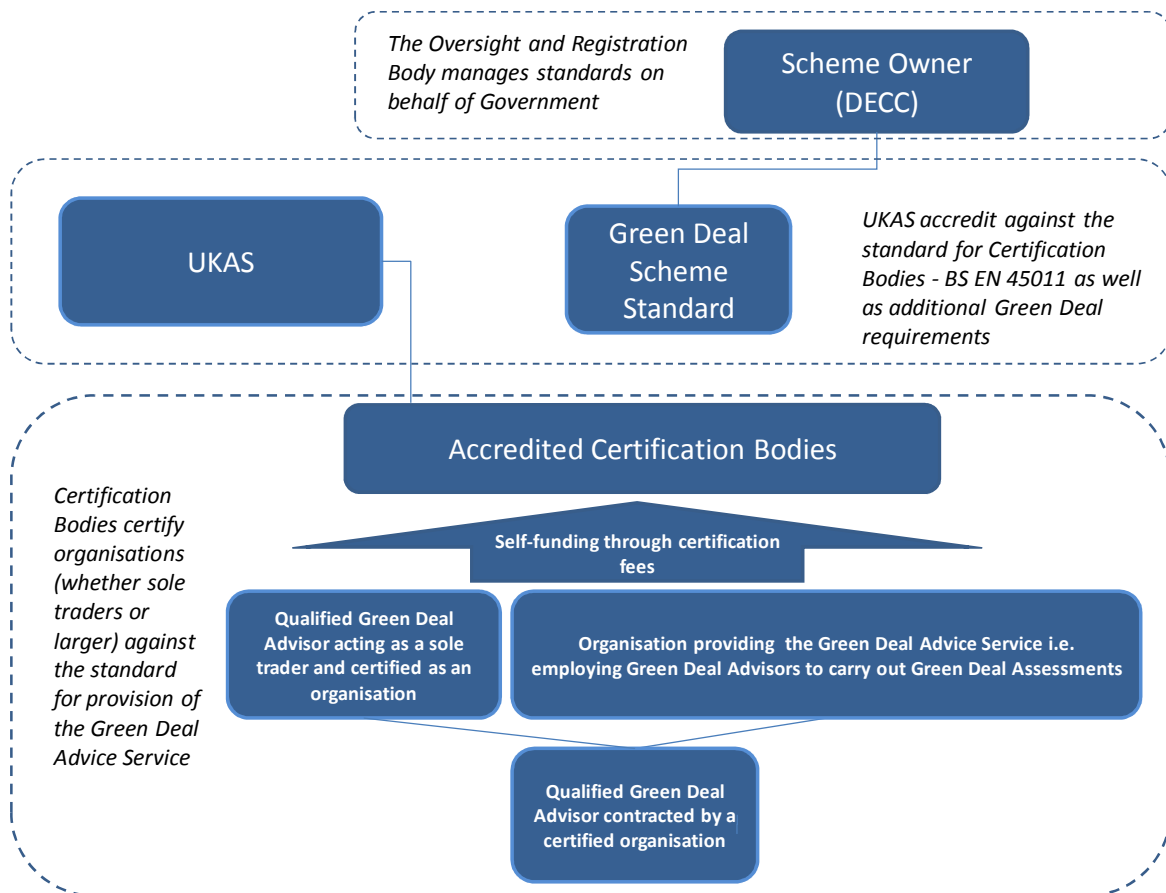 The Oversight and Registration
Body manages standards on
behalf of Government
Scheme Owner
(DECC)
UKAS
Green Deal
Scheme
Standard
UKAS accredit against the
standard for Certification
Bodies - BS EN 45011 as well
as additional Green Deal
requirements
Accredited Certification Bodies
Certification
Bodies certify
organisations
(whether sole
traders or
larger) against
the standard
for provision of
the Green Deal
Advice Service
Self-funding through certification
fees
Qualified Green Deal
Advisor acting as a sole
trader and certified as an
organisation
Organisation providing the Green Deal Advice Service i.e.
employing Green Deal Advisors to carry out Green Deal Assessments
Qualified Green Deal
Advisor contracted by a
certified organisation